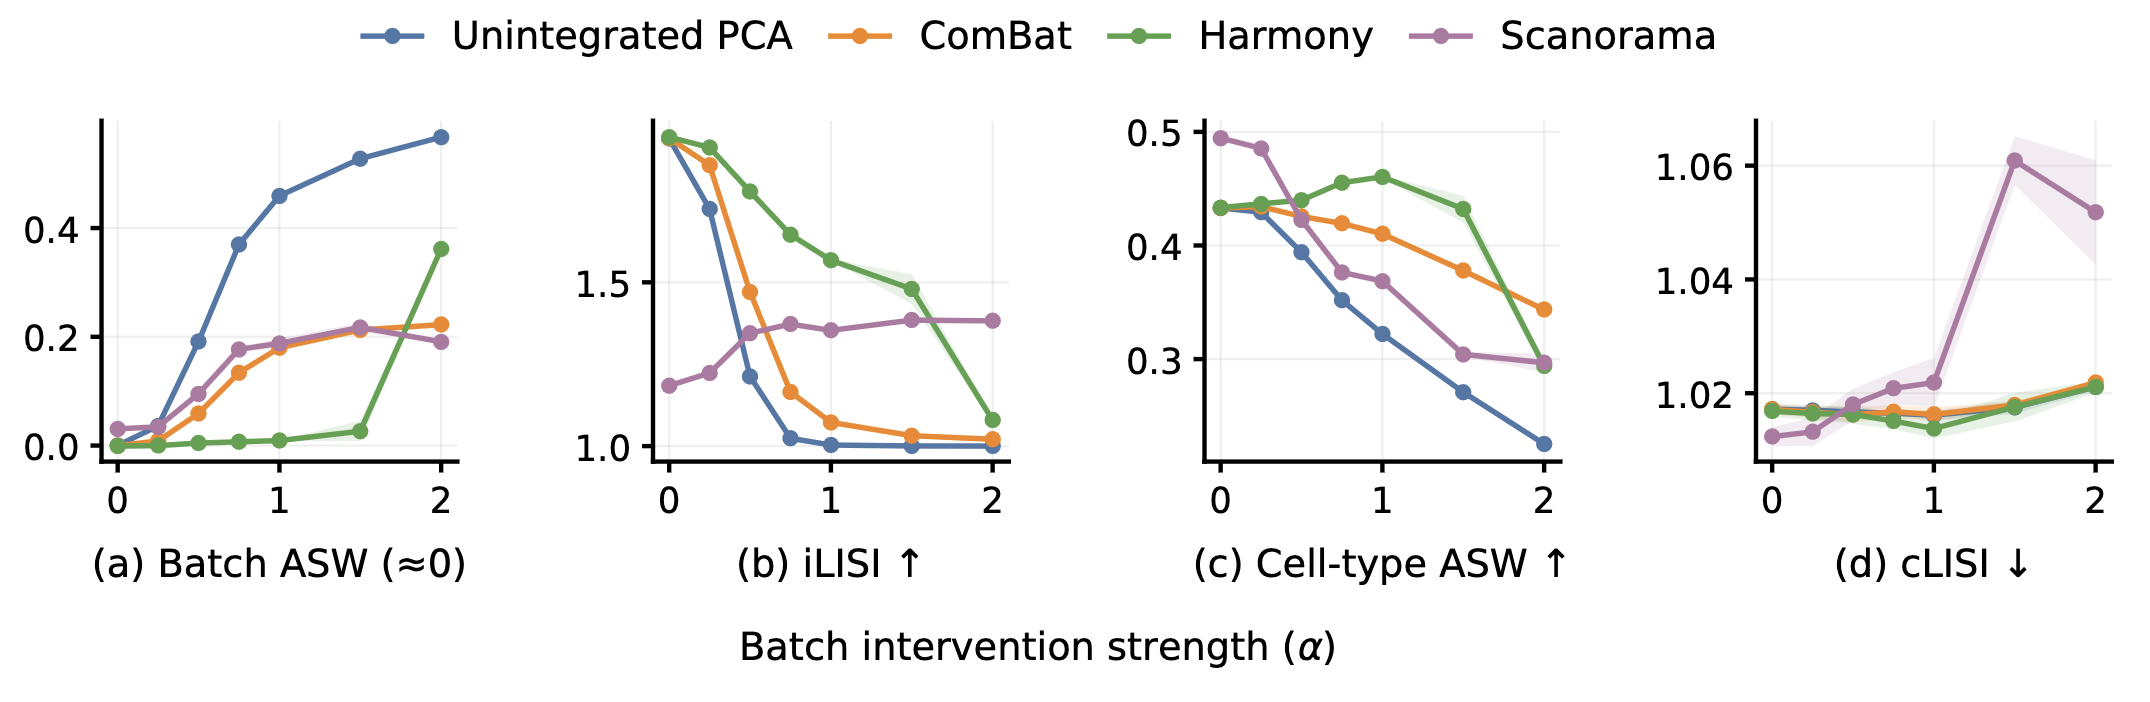 Unintegrated PCA ComBat Harmony Scanorama
0.4
0.2
0.0
0 1 2
(a) Batch ASW (≈0)
1.5
1.0
0 1 2
(b) iLISI ↑
0.5
0.4
0.3
0 1 2
(c) Cell-type ASW ↑
1.06
1.04
1.02
0 1 2
(d) cLISI ↓
Batch intervention strength (α)